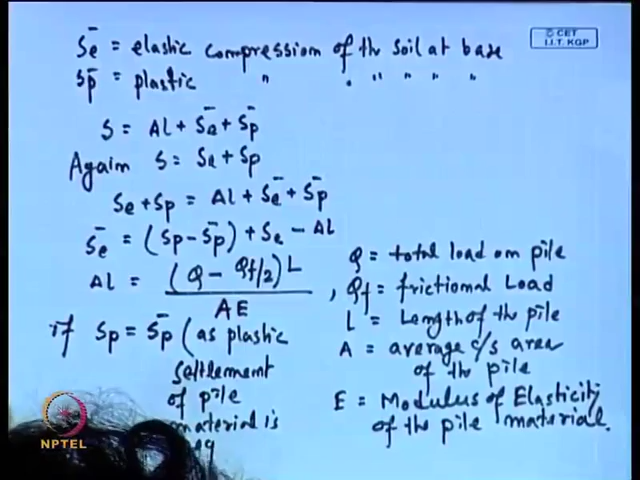 S̄e = elastic compression of the soil at base
© CET
I.I.T. KGP
S̄p = plastic " " " " "
S = Δl + S̄e + S̄p
Again S = Se + Sp
Se + Sp = Δl + S̄e + S̄p
S̄e = (Sp - S̄p) + Se - Δl
Δl = (Q - Qf/2) L / AE ,
Q = total load on pile
Qf = frictional Load
L = Length of the pile
A = average c/s area
of the pile
E = Modulus of Elasticity
of the pile material.
if Sp = S̄p (as plastic
settlement
of pile
material is
NPTEL